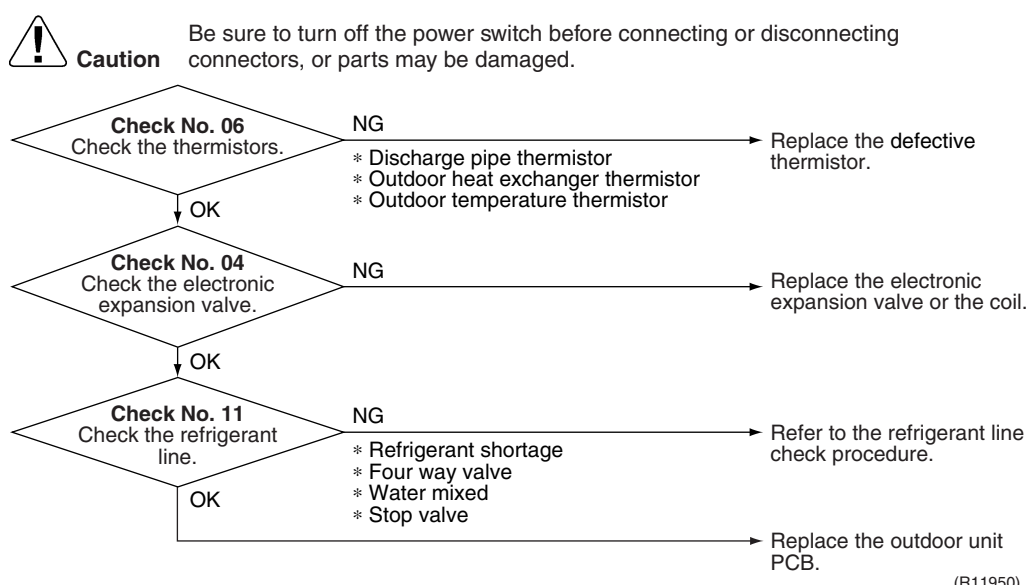 Caution
Be sure to turn off the power switch before connecting or disconnecting
connectors, or parts may be damaged.
Check No. 06
Check the thermistors.
NG
* Discharge pipe thermistor
* Outdoor heat exchanger thermistor
* Outdoor temperature thermistor
Replace the defective
thermistor.
OK
Check No. 04
Check the electronic
expansion valve.
NG
Replace the electronic
expansion valve or the coil.
OK
Check No. 11
Check the refrigerant
line.
NG
* Refrigerant shortage
* Four way valve
* Water mixed
* Stop valve
Refer to the refrigerant line
check procedure.
OK
Replace the outdoor unit
PCB.
(R11950)